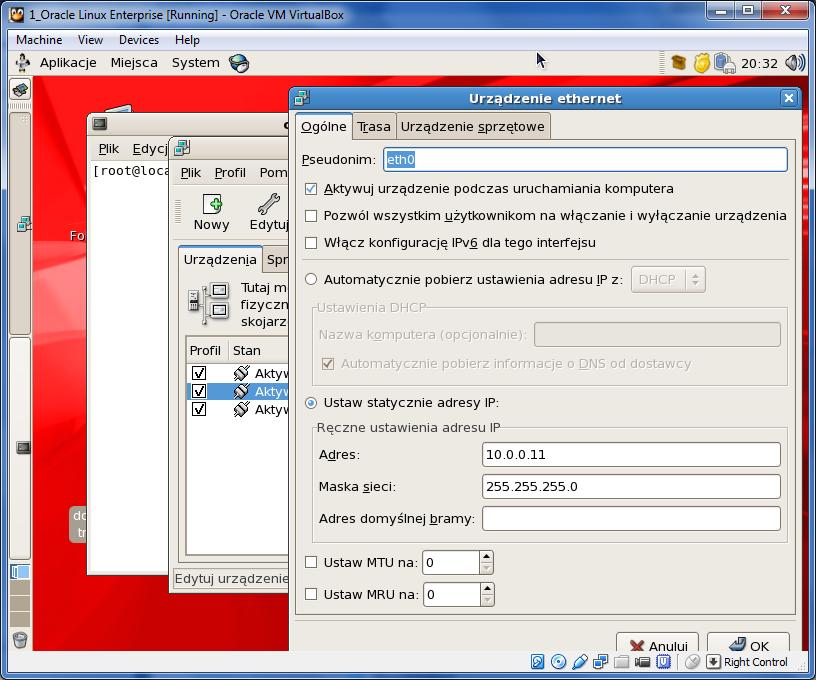 1_Oracle Linux Enterprise [Running] - Oracle VM VirtualBox
Machine View Devices Help
Aplikacje Miejsca System 20:32
Urządzenie ethernet
Plik Edycj
[root@loca
Plik Profil Pom
Nowy Edytuj
Urządzenia Spr
Tutaj m
fizyczn
skojarz
Profil Stan
Aktyw
Aktyw
Aktyw
Edytuj urządzenie
Ogólne Trasa Urządzenie sprzętowe
Pseudonim: eth0
Aktywuj urządzenie podczas uruchamiania komputera
Pozwól wszystkim użytkownikom na włączanie i wyłączanie urządzenia
Włącz konfigurację IPv6 dla tego interfejsu
Automatycznie pobierz ustawienia adresu IP z: DHCP
Ustawienia DHCP
Nazwa komputera (opcjonalnie):
Automatycznie pobierz informacje o DNS od dostawcy
Ustaw statycznie adresy IP:
Ręczne ustawienia adresu IP
Adres: 10.0.0.11
Maska sieci: 255.255.255.0
Adres domyślnej bramy:
Ustaw MTU na: 0
Ustaw MRU na: 0
Anuluj OK
Right Control